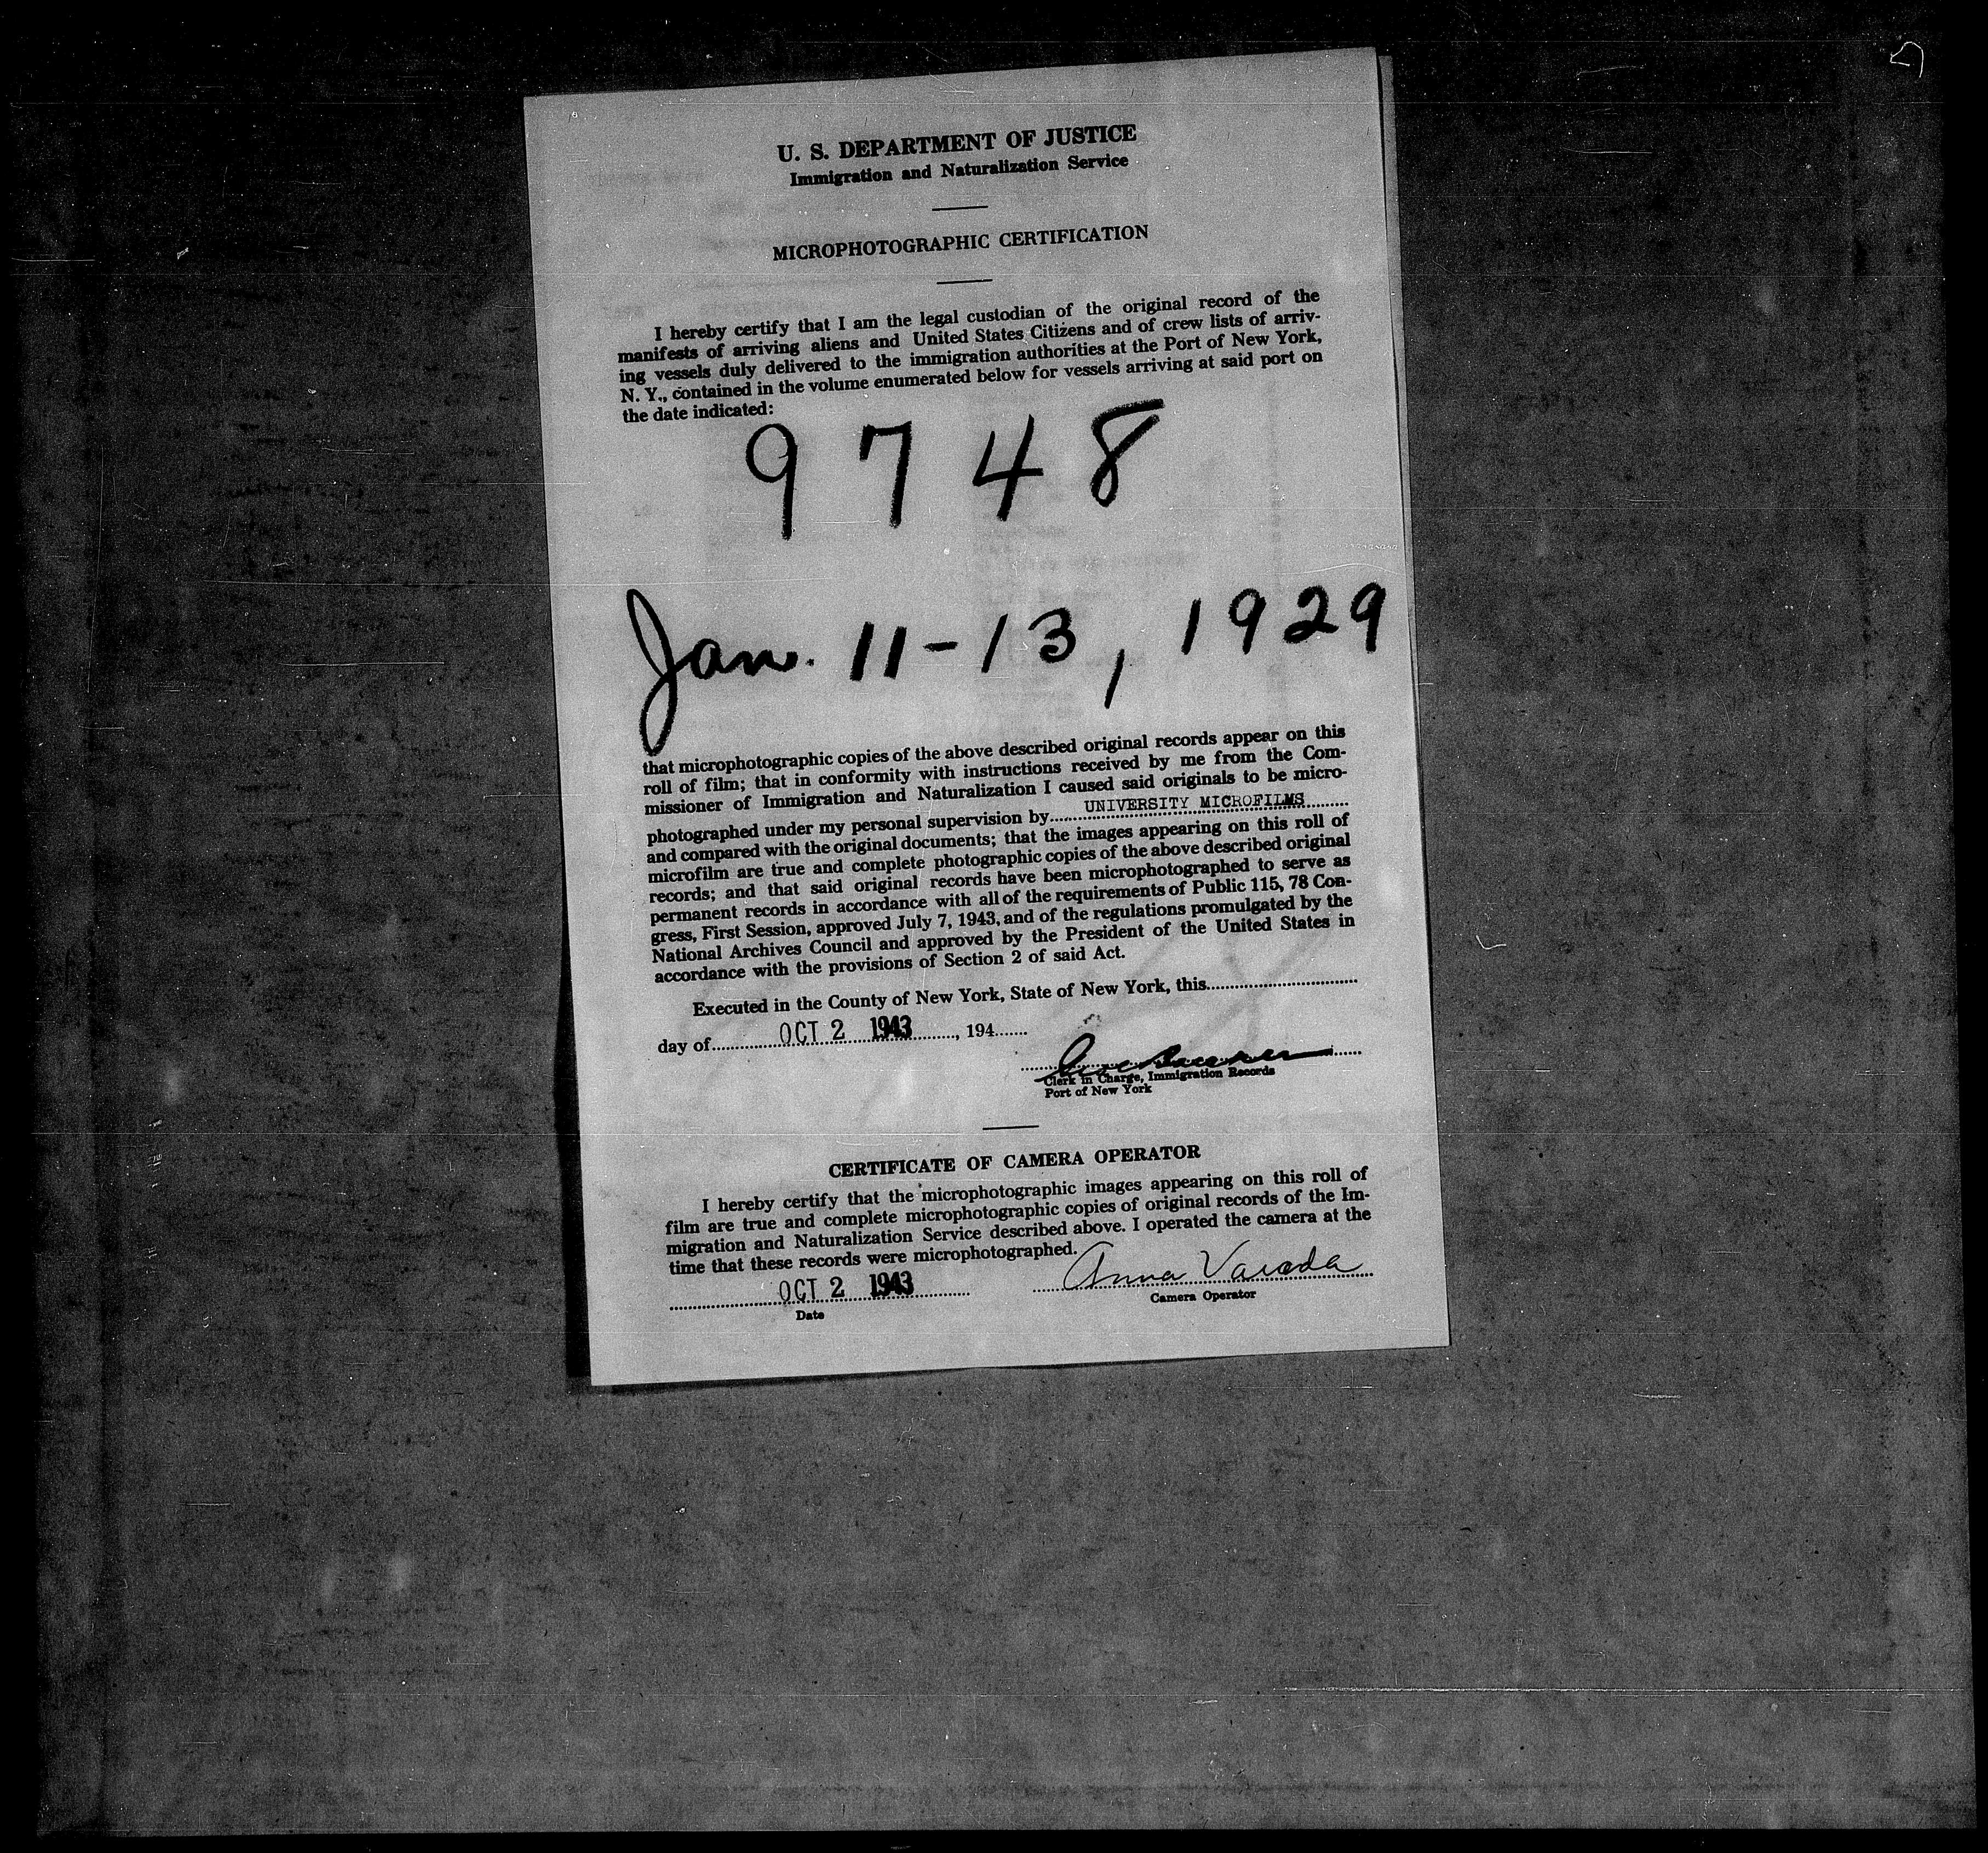 U. S. DEPARTMENT OF JUSTICE
Immigration and Naturalization Service
MICROPHOTOGRAPHIC CERTIFICATION
I hereby certify that I am the legal custodian of the original record of the
manifests of arriving aliens and United States Citizens and of crew lists of arriv-
ing vessels duly delivered to the immigration authorities at the Port of New York,
N. Y., contained in the volume enumerated below for vessels arriving at said port on
the date indicated:
9748
Jan. 11-13, 1929
that microphotographic copies of the above described original records appear on this
roll of film; that in conformity with instructions received by me from the Com-
missioner of Immigration and Naturalization I caused said originals to be micro-
photographed under my personal supervision by UNIVERSITY MICROFILMS
and compared with the original documents; that the images appearing on this roll of
microfilm are true and complete photographic copies of the above described original
records; and that said original records have been microphotographed to serve as
permanent records in accordance with all of the requirements of Public 115, 78 Con-
gress, First Session, approved July 7, 1943, and of the regulations promulgated by the
National Archives Council and approved by the President of the United States in
accordance with the provisions of Section 2 of said Act.
Executed in the County of New York, State of New York, this
day of OCT 2 1943, 194
Clerk in Charge, Immigration Records
Port of New York
CERTIFICATE OF CAMERA OPERATOR
I hereby certify that the microphotographic images appearing on this roll of
film are true and complete microphotographic copies of original records of the Im-
migration and Naturalization Service described above. I operated the camera at the
time that these records were microphotographed.
OCT 2 1943 Anna
Date Camera Operator